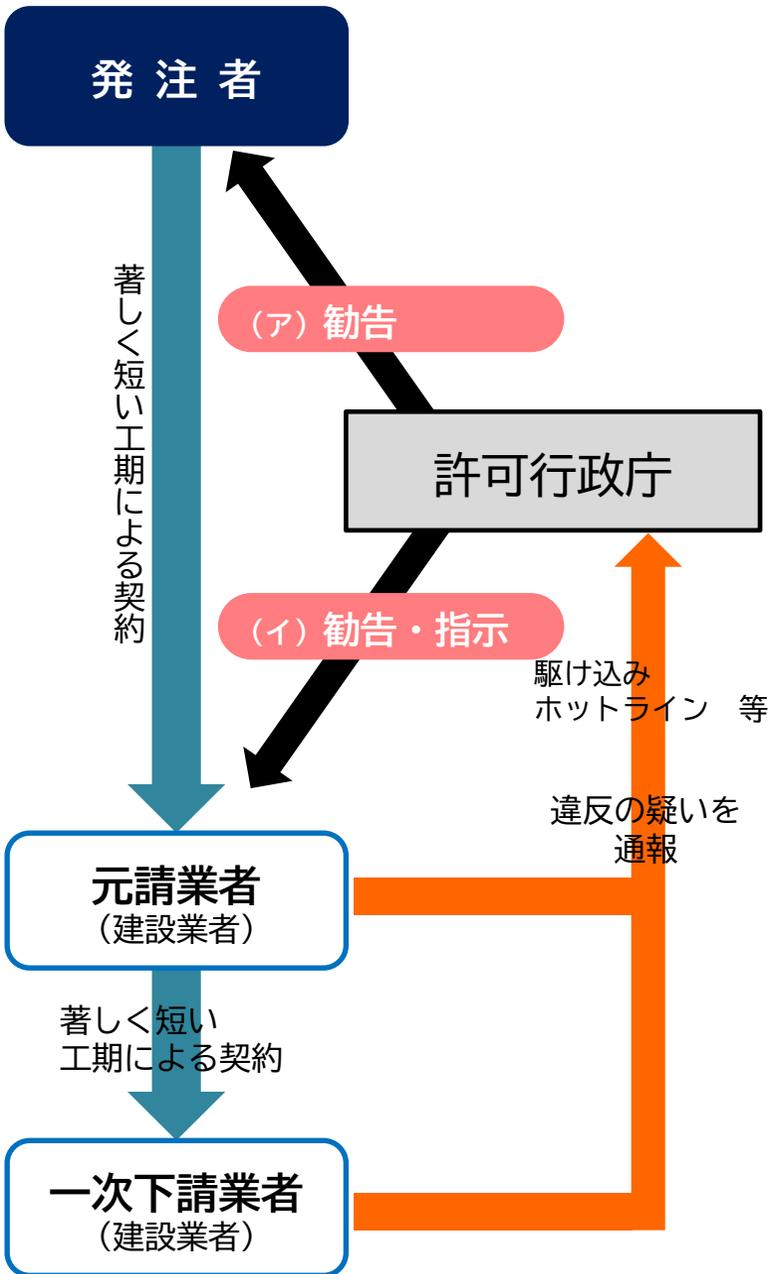 発 注 者
著しく短い工期による契約
（ア）勧告
許可行政庁
（イ）勧告・指示
駆け込み
ホットライン　等
違反の疑いを
通報
元請業者
（建設業者）
著しく短い
工期による契約
一次下請業者
（建設業者）